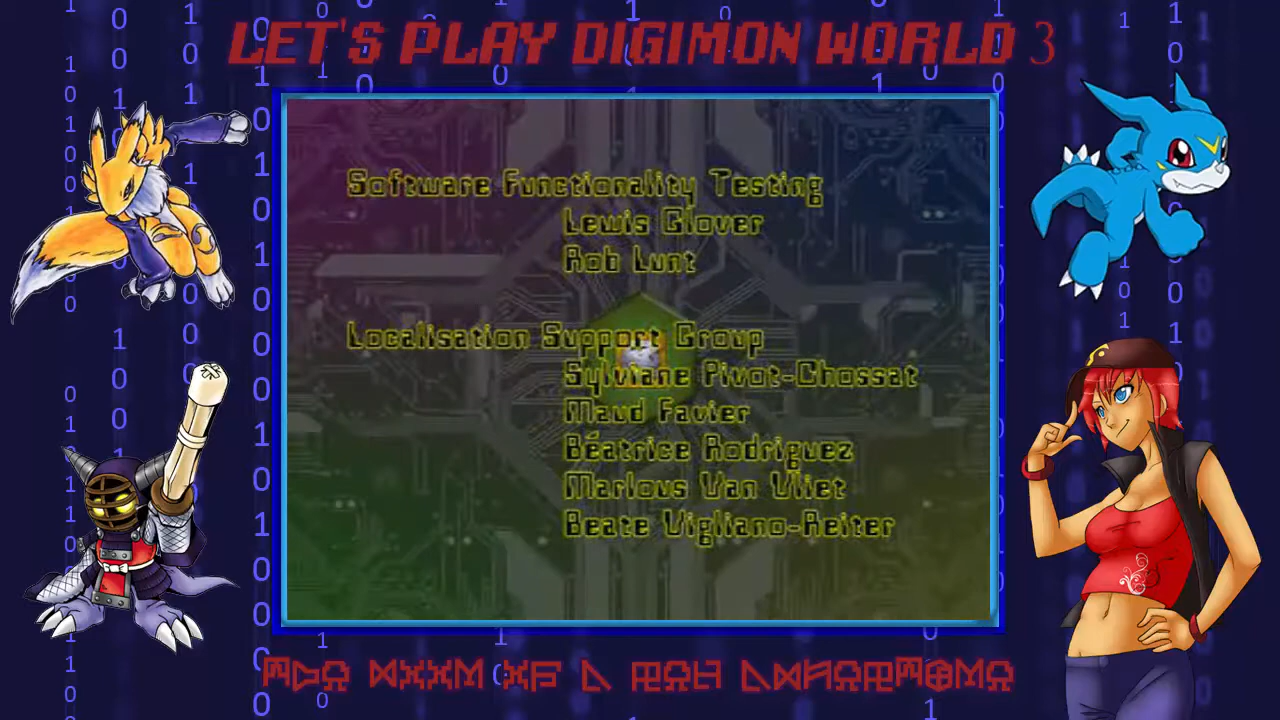 LET'S PLAY DIGIMON WORLD 3
Software Functionality Testing
Lewis Glover
Rob Lunt
Localisation Support Group
Sylviane Pivot-Chossat
Maud Favier
Béatrice Rodriguez
Marlous Van Vliet
Beate Vigliano-Reiter